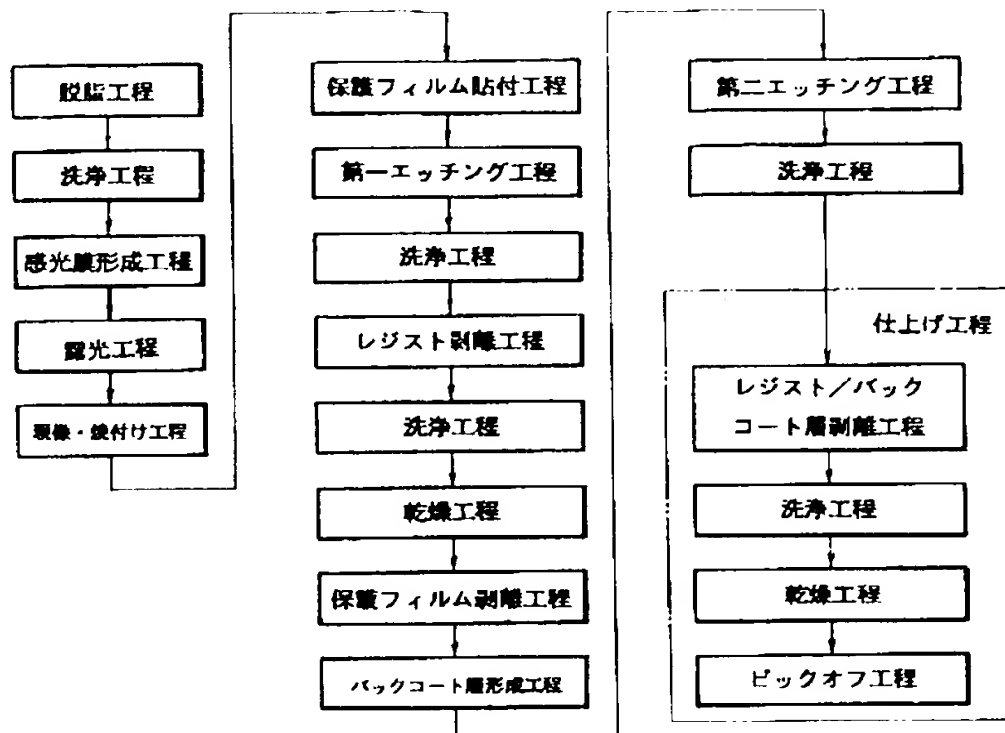 脱脂工程
洗浄工程
感光膜形成工程
露光工程
現像・焼付け工程
保護フィルム貼付工程
第一エッチング工程
洗浄工程
レジスト剥離工程
洗浄工程
乾燥工程
保護フィルム剥離工程
バックコート層形成工程
第二エッチング工程
洗浄工程
仕上げ工程
レジスト／バック
コート層剥離工程
洗浄工程
乾燥工程
ピックオフ工程